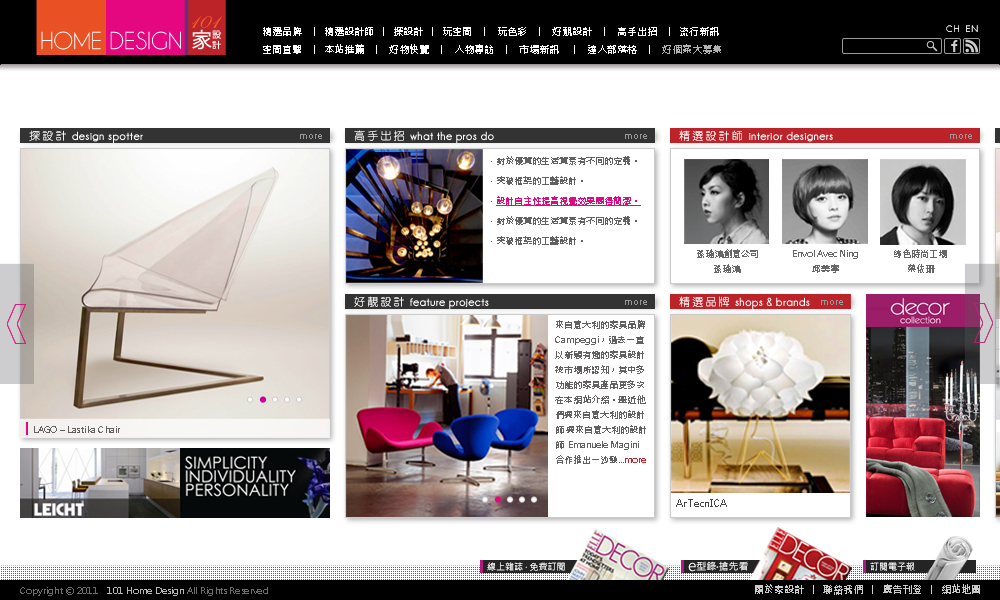 HOME DESIGN 101 家設計
精選品牌 | 精選設計師 | 探設計 | 玩空間 | 玩色彩 | 好靚設計 | 高手出招 | 流行新訊
空間直擊 | 本站推薦 | 好物快覽 | 人物專訪 | 市場新訊 | 達人部落格 | 好個案大募集
CH EN
探設計 design spotter more
LAGO – Lastika Chair
LEICHT
SIMPLICITY
INDIVIDUALITY
PERSONALITY
高手出招 what the pros do more
· 對於優質的生活質素有不同的定義。
· 突破框架的工藝設計。
· 設計自主性提高視覺效果顯得簡潔。
· 對於優質的生活質素有不同的定義。
· 突破框架的工藝設計。
好靚設計 feature projects more
來自意大利的家具品牌
Campeggi，過去一直
以新穎有趣的家具設計
被市場所認知，其中多
功能的家具產品更多次
在本網站介紹。最近他
們與來自意大利的設計
師與來自意大利的設計
師 Emanuele Magini
合作推出一沙發...more
精選設計師 interior designers more
孫瑜鴻創意公司
孫瑜鴻
Envol Avec Ning
邱美寧
綠色時尚工場
蔡依珊
精選品牌 shops & brands more
ArTecnICA
decor
collection
線上雜誌·免費訂閱
DECOR
e型錄·搶先看
DECOR
訂閱電子報
Copyright © 2011 101 Home Design All Rights Reserved
關於家設計 | 聯絡我們 | 廣告刊登 | 網站地圖